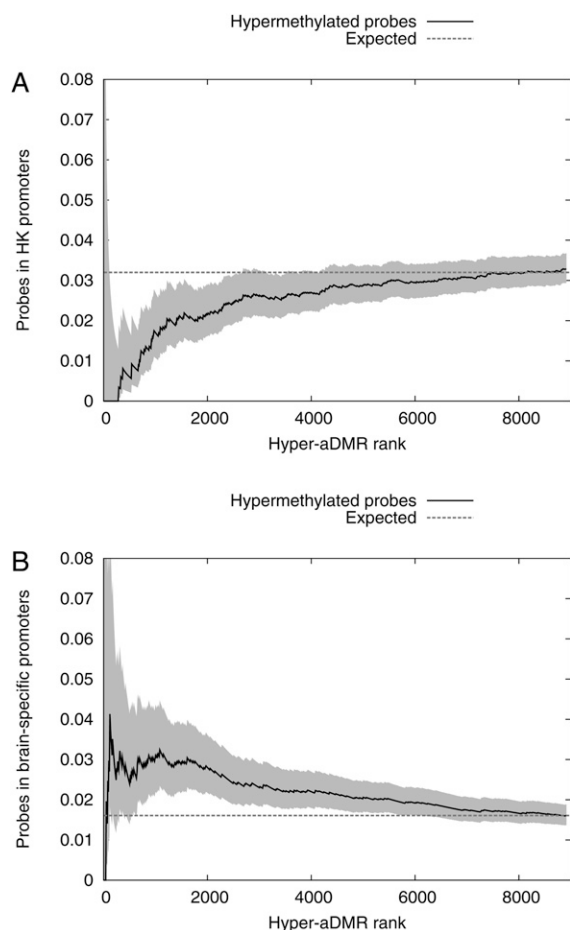 Hypermethylated probes
Expected
A
0.08
0.07
0.06
0.05
0.04
0.03
0.02
0.01
0
Probes in HK promoters
0 2000 4000 6000 8000
Hyper-aDMR rank
Hypermethylated probes
Expected
B
0.08
0.07
0.06
0.05
0.04
0.03
0.02
0.01
0
Probes in brain-specific promoters
0 2000 4000 6000 8000
Hyper-aDMR rank